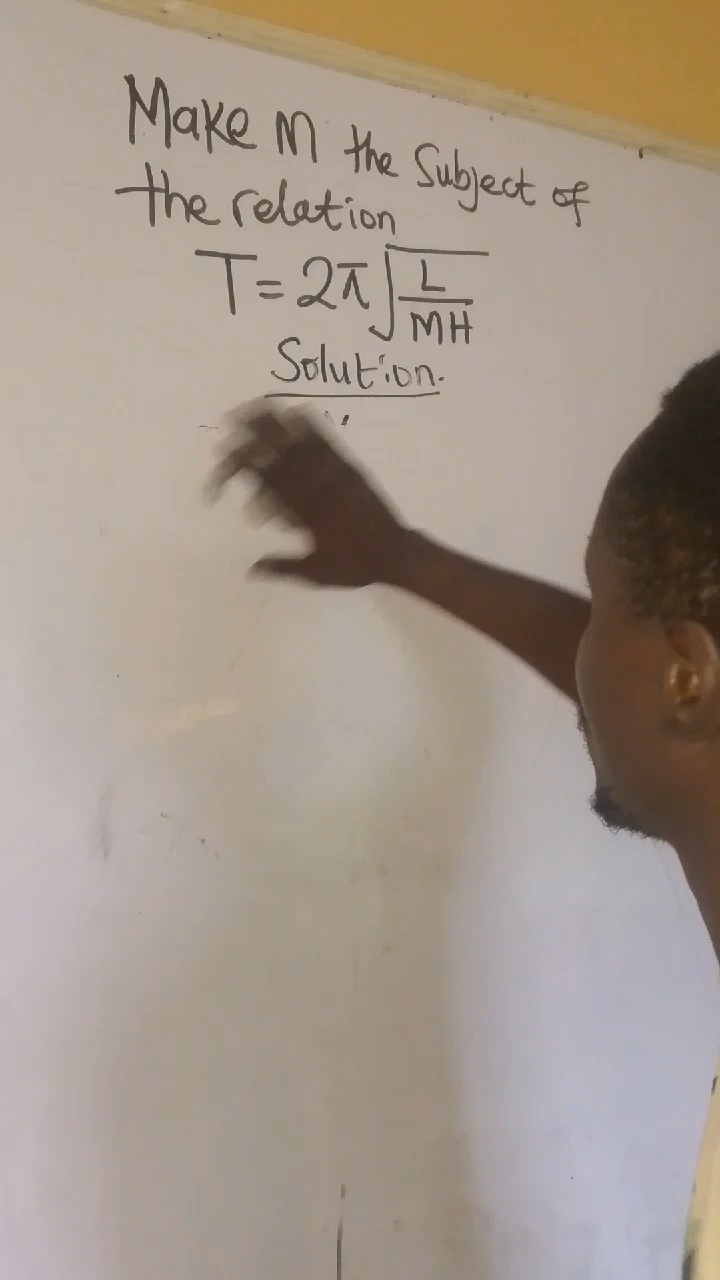 Make M the Subject of
the relation
T = 2π√(L/MH)
Solution.